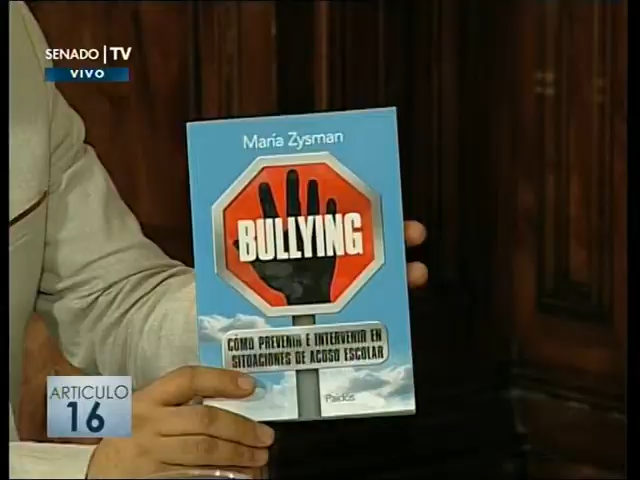 SENADO TV
VIVO
María Zysman
BULLYING
CÓMO PREVENIR E INTERVENIR EN
SITUACIONES DE ACOSO ESCOLAR
Paidós
ARTICULO
16